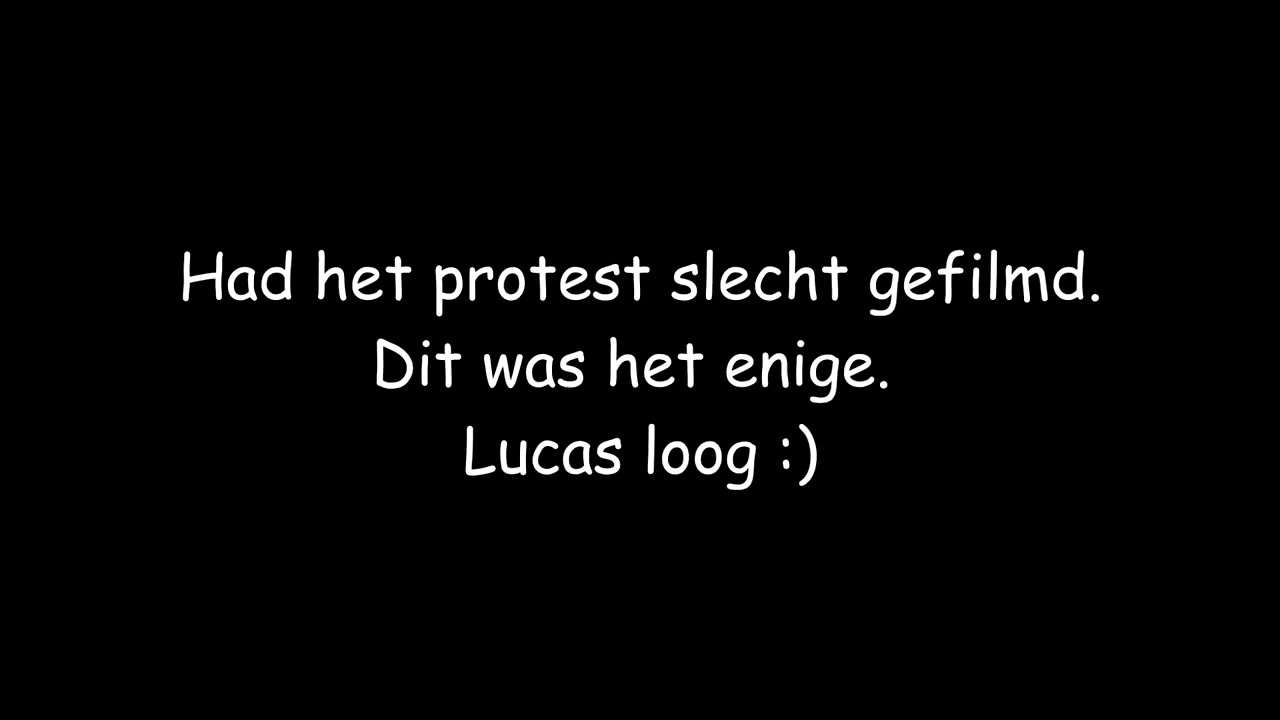 Had het protest slecht gefilmd.
Dit was het enige.
Lucas loog :)